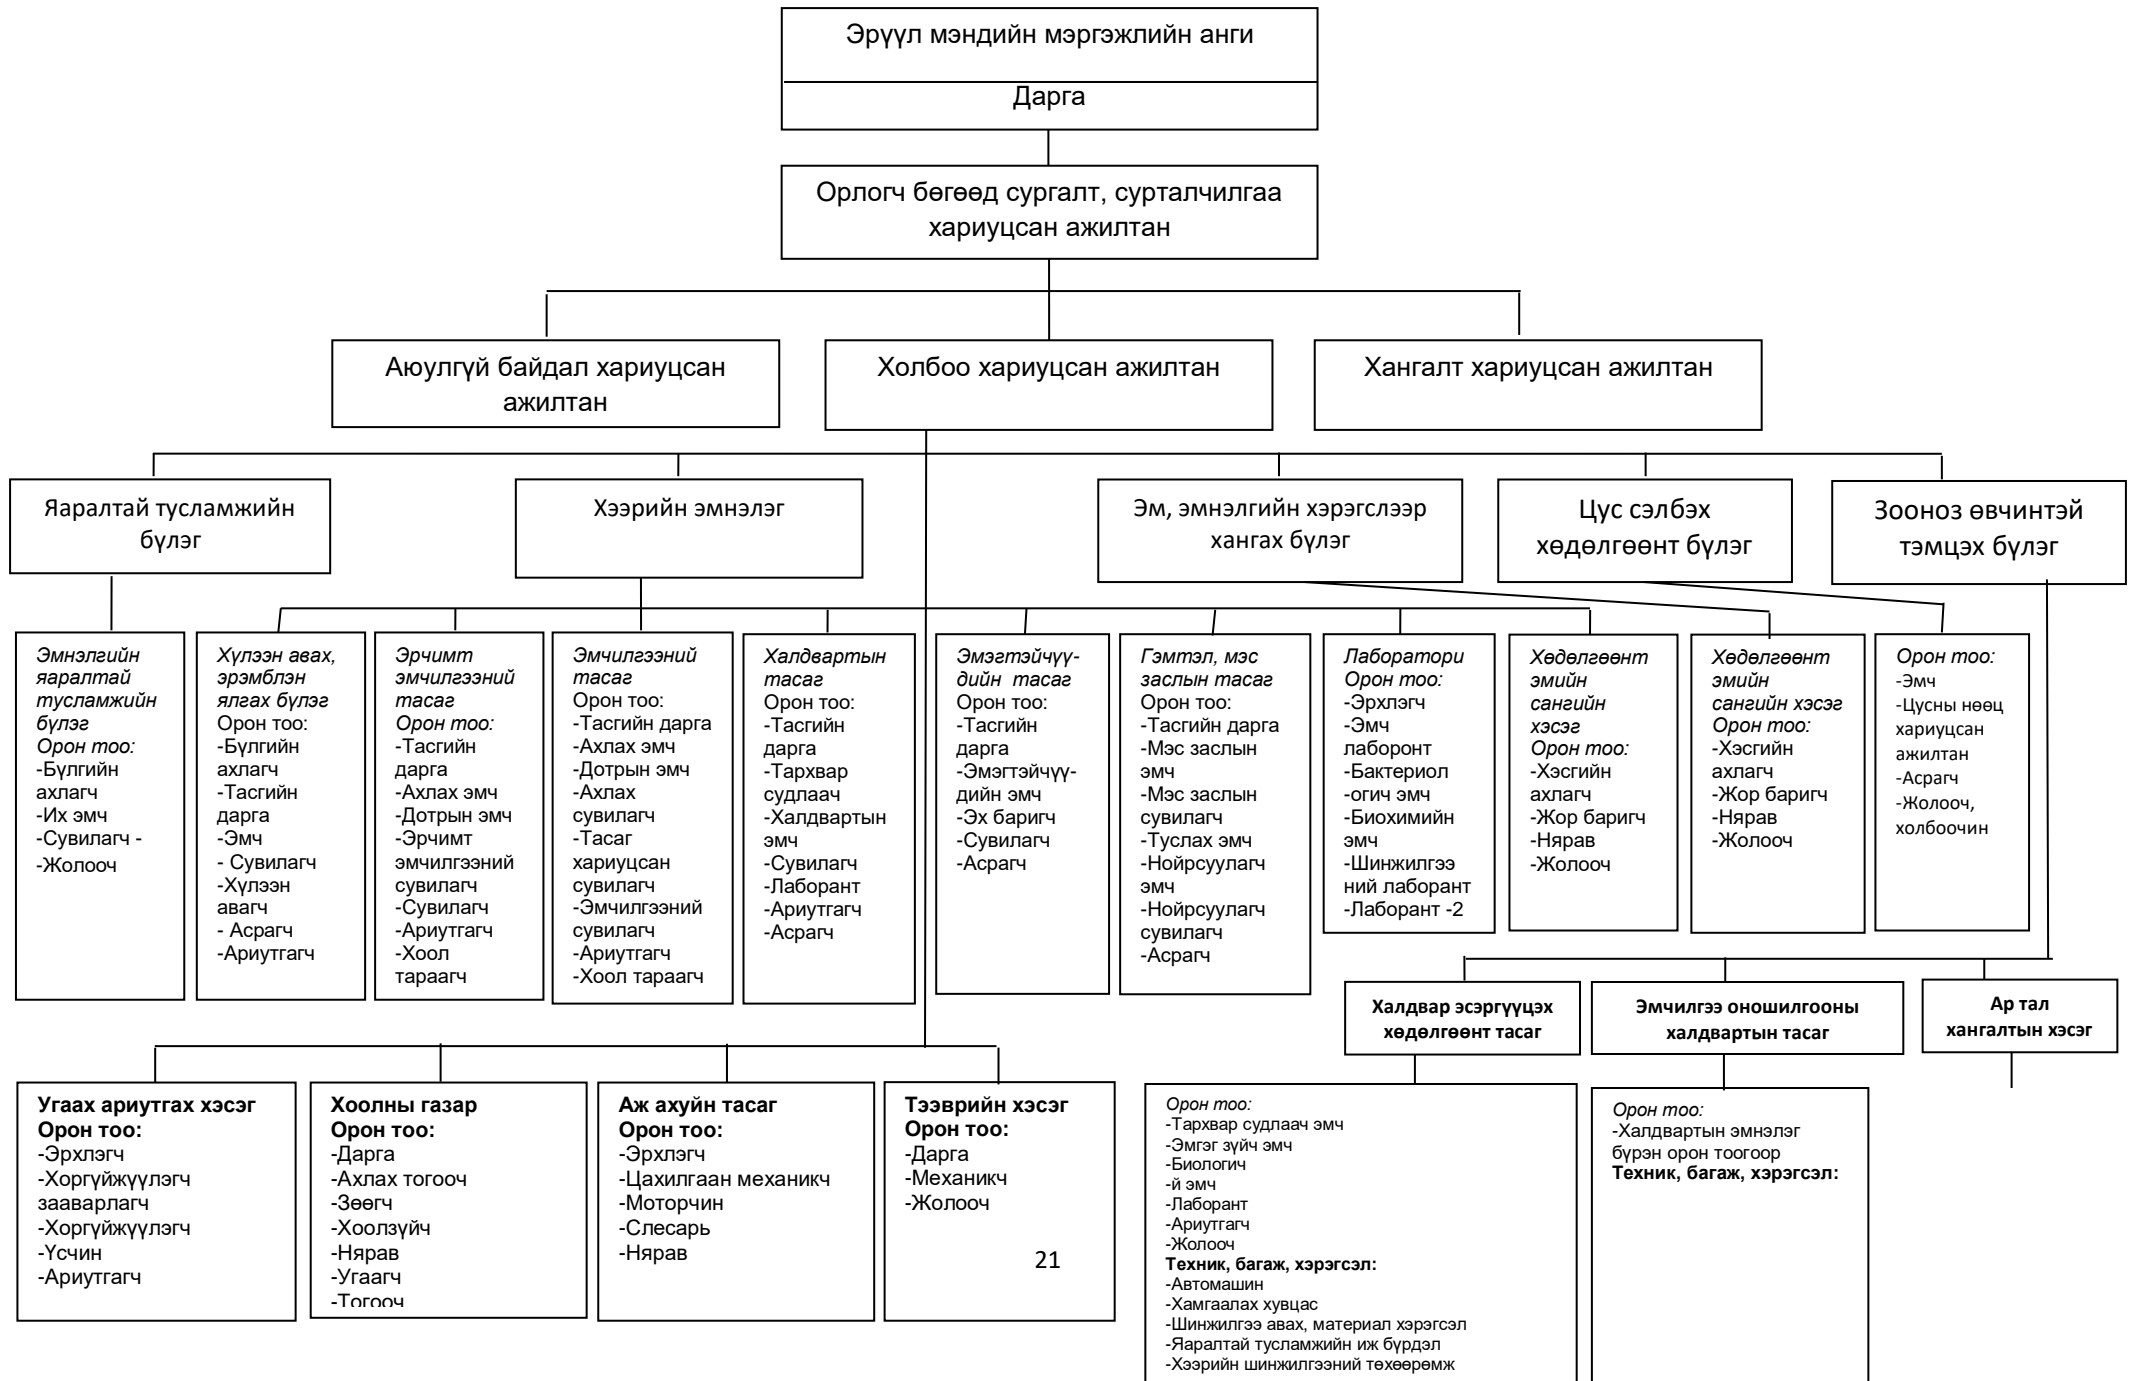 Эрүүл мэндийн мэргэжлийн анги
Дарга
Орлогч бөгөөд сургалт, сурталчилгаа
хариуцсан ажилтан
Аюулгүй байдал хариуцсан
ажилтан
Холбоо хариуцсан ажилтан
Хангалт хариуцсан ажилтан
Яаралтай тусламжийн
бүлэг
Хээрийн эмнэлэг
Эм, эмнэлгийн хэрэгслээр
хангах бүлэг
Цус сэлбэх
хөдөлгөөнт бүлэг
Зооноз өвчинтэй
тэмцэх бүлэг
Эмнэлгийн
яаралтай
тусламжийн
бүлэг
Орон тоо:
-Бүлгийн
ахлагч
-Их эмч
-Сувилагч -
-Жолооч
Хүлээн авах,
эрэмблэн
ялгах бүлэг
Орон тоо:
-Бүлгийн
ахлагч
-Тасгийн
дарга
-Эмч
- Сувилагч
-Хүлээн
авагч
- Асрагч
-Ариутгагч
Эрчимт
эмчилгээний
тасаг
Орон тоо:
-Тасгийн
дарга
-Ахлах эмч
-Дотрын эмч
-Эрчимт
эмчилгээний
сувилагч
-Сувилагч
-Ариутгагч
-Хоол
тараагч
Эмчилгээний
тасаг
Орон тоо:
-Тасгийн дарга
-Ахлах эмч
-Дотрын эмч
-Ахлах
сувилагч
-Тасаг
хариуцсан
сувилагч
-Эмчилгээний
сувилагч
-Ариутгагч
-Хоол тараагч
Халдвартын
тасаг
Орон тоо:
-Тасгийн
дарга
-Тархвар
судлаач
-Халдвартын
эмч
-Сувилагч
-Лаборант
-Ариутгагч
-Асрагч
Эмэгтэйчүү-
дийн тасаг
Орон тоо:
-Тасгийн
дарга
-Эмэгтэйчүү-
дийн эмч
-Эх баригч
-Сувилагч
-Асрагч
Гэмтэл, мэс
заслын тасаг
Орон тоо:
-Тасгийн дарга
-Мэс заслын
эмч
-Мэс заслын
сувилагч
-Туслах эмч
-Нойрсуулагч
эмч
-Нойрсуулагч
сувилагч
-Асрагч
Лаборатори
Орон тоо:
-Эрхлэгч
-Эмч
лаборонт
-Бактериол
огич эмч
-Биохимийн
эмч
-Шинжилгээ
ний лаборант
-Лаборант -2
Хөдөлгөөнт
эмийн
сангийн
хэсэг
Орон тоо:
-Хэсгийн
ахлагч
-Жор баригч
-Нярав
-Жолооч
Хөдөлгөөнт
эмийн
сангийн хэсэг
Орон тоо:
-Хэсгийн
ахлагч
-Жор баригч
-Нярав
-Жолооч
Орон тоо:
-Эмч
-Цусны нөөц
хариуцсан
ажилтан
-Асрагч
-Жолооч,
холбоочин
Халдвар эсэргүүцэх
хөдөлгөөнт тасаг
Эмчилгээ оношилгооны
халдвартын тасаг
Ар тал
хангалтын хэсэг
Угаах ариутгах хэсэг
Орон тоо:
-Эрхлэгч
-Хоргүйжүүлэгч
зааварлагч
-Хоргүйжүүлэгч
-Үсчин
-Ариутгагч
Хоолны газар
Орон тоо:
-Дарга
-Ахлах тогооч
-Зөөгч
-Хоолзүйч
-Нярав
-Угаагч
-Тогооч
Аж ахуйн тасаг
Орон тоо:
-Эрхлэгч
-Цахилгаан механикч
-Моторчин
-Слесарь
-Нярав
Тээврийн хэсэг
Орон тоо:
-Дарга
-Механикч
-Жолооч
21
Орон тоо:
-Тархвар судлаач эмч
-Эмгэг зүйч эмч
-Биологич
-й эмч
-Лаборант
-Ариутгагч
-Жолооч
Техник, багаж, хэрэгсэл:
-Автомашин
-Хамгаалах хувцас
-Шинжилгээ авах, материал хэрэгсэл
-Яаралтай тусламжийн иж бүрдэл
-Хээрийн шинжилгээний төхөөрөмж
Орон тоо:
-Халдвартын эмнэлэг
бүрэн орон тоогоор
Техник, багаж, хэрэгсэл: